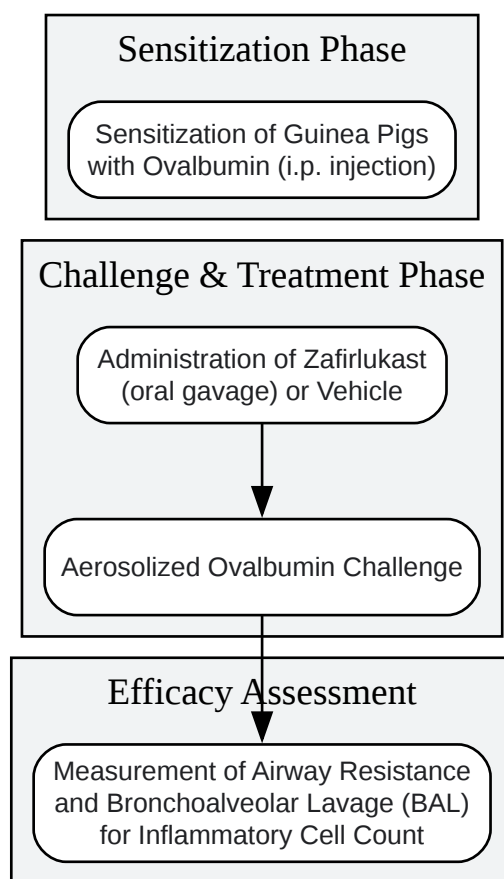 Sensitization Phase
Sensitization of Guinea Pigs
with Ovalbumin (i.p. injection)
Challenge & Treatment Phase
Administration of Zafirlukast
(oral gavage) or Vehicle
Aerosolized Ovalbumin Challenge
Efficacy Assessment
Measurement of Airway Resistance
and Bronchoalveolar Lavage (BAL)
for Inflammatory Cell Count